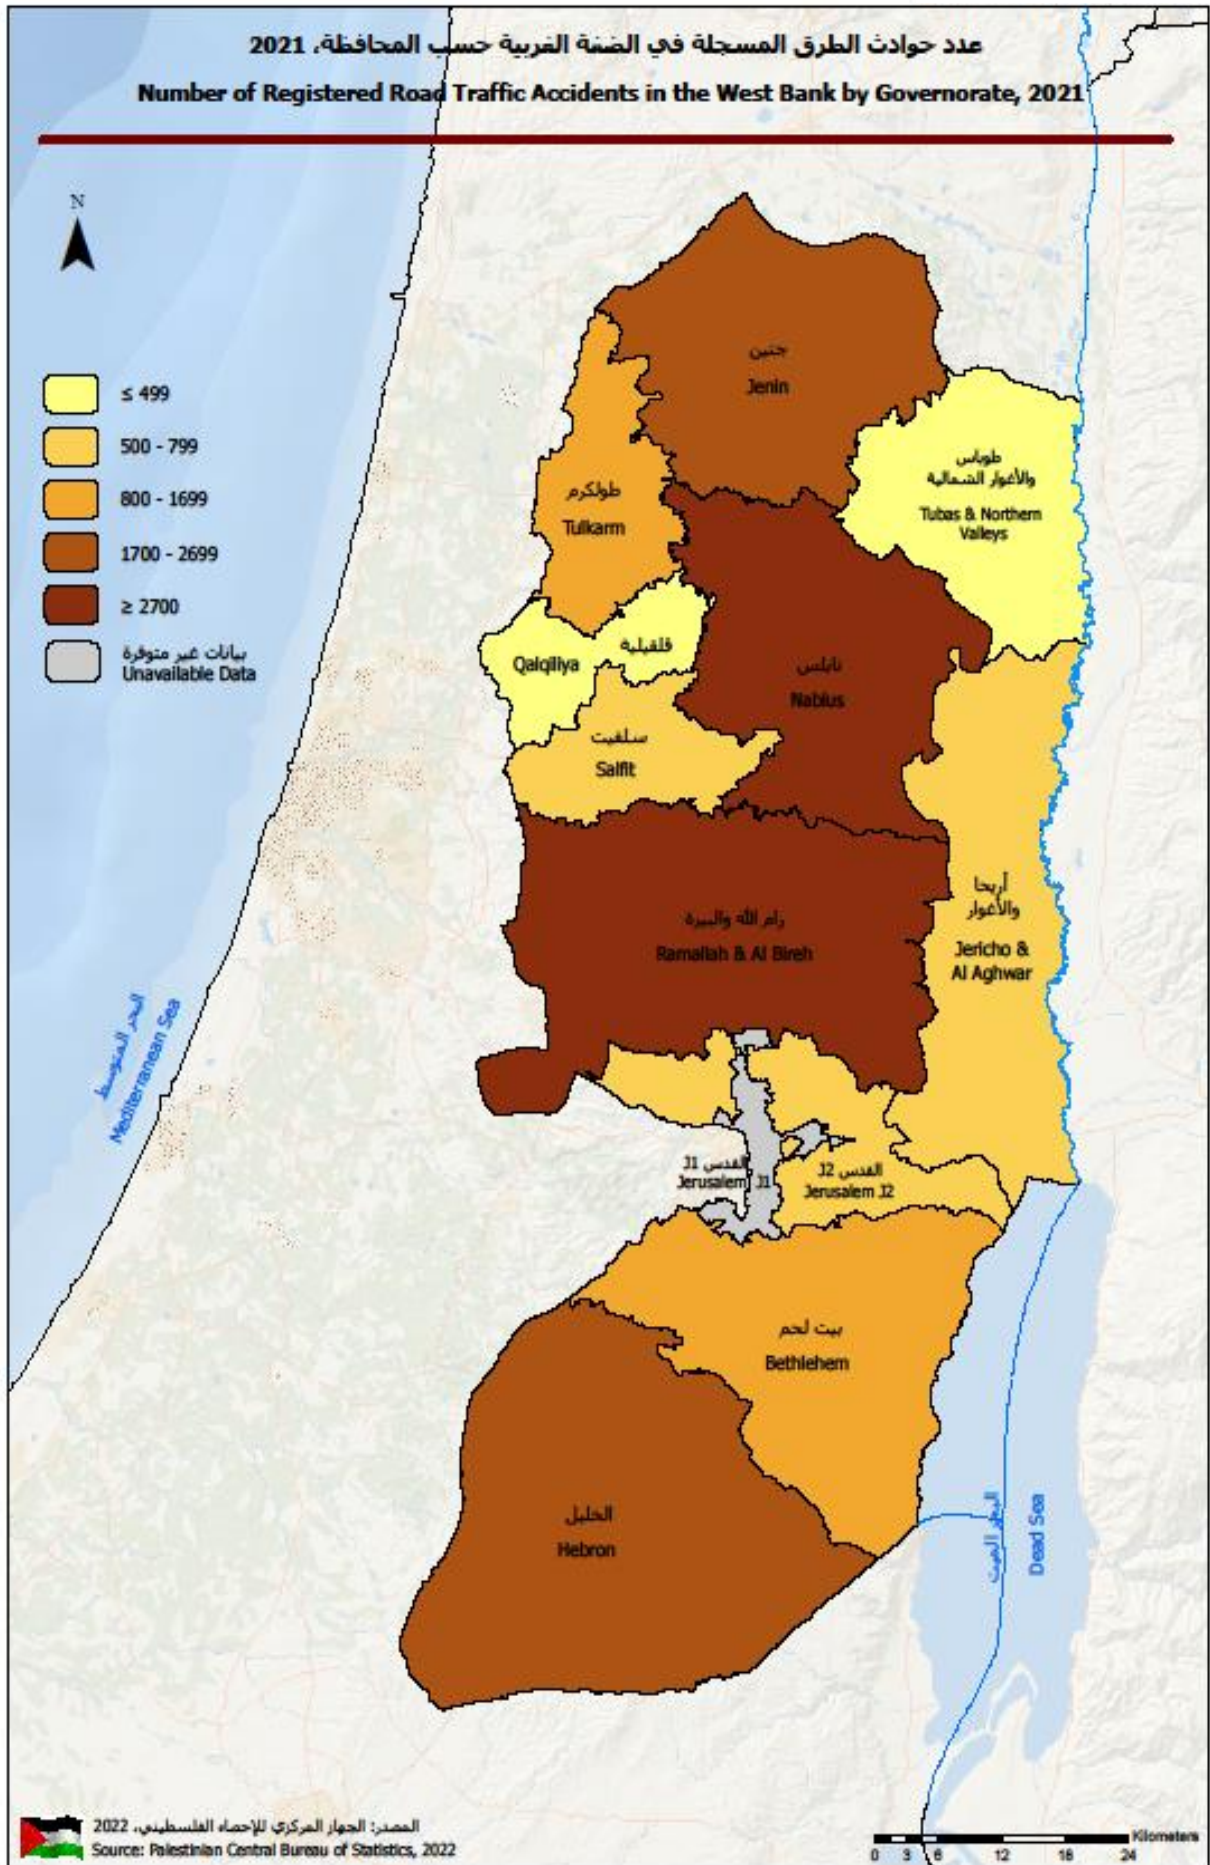 عدد حوادث الطرق المسجلة في الضفة الغربية حسب المحافظة، 2021
Number of Registered Road Traffic Accidents in the West Bank by Governorate, 2021
N
≤ 499
500 - 799
800 - 1699
1700 - 2699
≥ 2700
بيانات غير متوفرة
Unavailable Data
جنين
Jenin
طوباس
والأغوار الشمالية
Tubas & Northern
Valleys
طولكرم
Tulkarm
قلقيلية
Qalqiliya
نابلس
Nablus
سلفيت
Salfit
رام الله والبيرة
Ramallah & Al Bireh
أريحا
والأغوار
Jericho &
Al Aghwar
البحر المتوسط
Mediterranean Sea
القدس J1
Jerusalem J1
القدس J2
Jerusalem J2
بيت لحم
Bethlehem
الخليل
Hebron
البحر الميت
Dead Sea
المصدر: الجهاز المركزي للإحصاء الفلسطيني، 2022
Source: Palestinian Central Bureau of Statistics, 2022
Kilometers
0 3 6 12 18 24